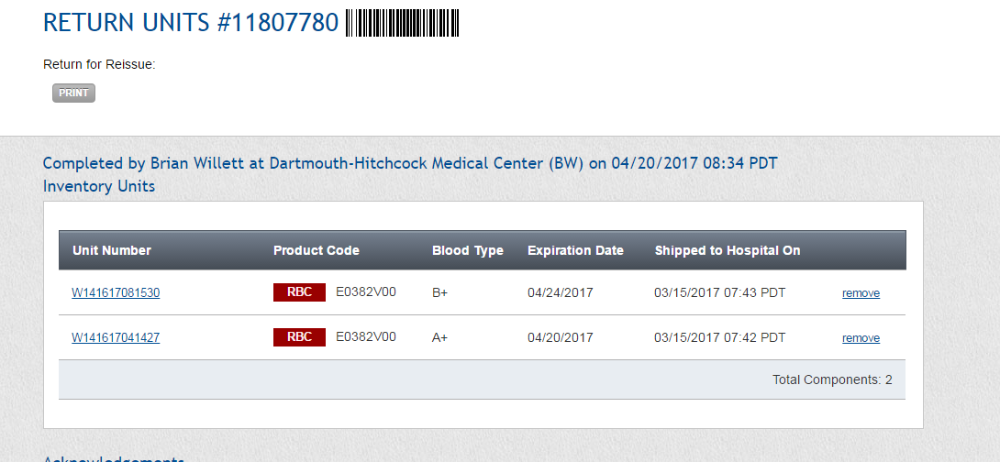 RETURN UNITS #11807780
Return for Reissue:
PRINT
Completed by Brian Willett at Dartmouth-Hitchcock Medical Center (BW) on 04/20/2017 08:34 PDT
Inventory Units
Unit Number Product Code Blood Type Expiration Date Shipped to Hospital On
W141617081530 RBC E0382V00 B+ 04/24/2017 03/15/2017 07:43 PDT remove
W141617041427 RBC E0382V00 A+ 04/20/2017 03/15/2017 07:42 PDT remove
Total Components: 2
Acknowledgements